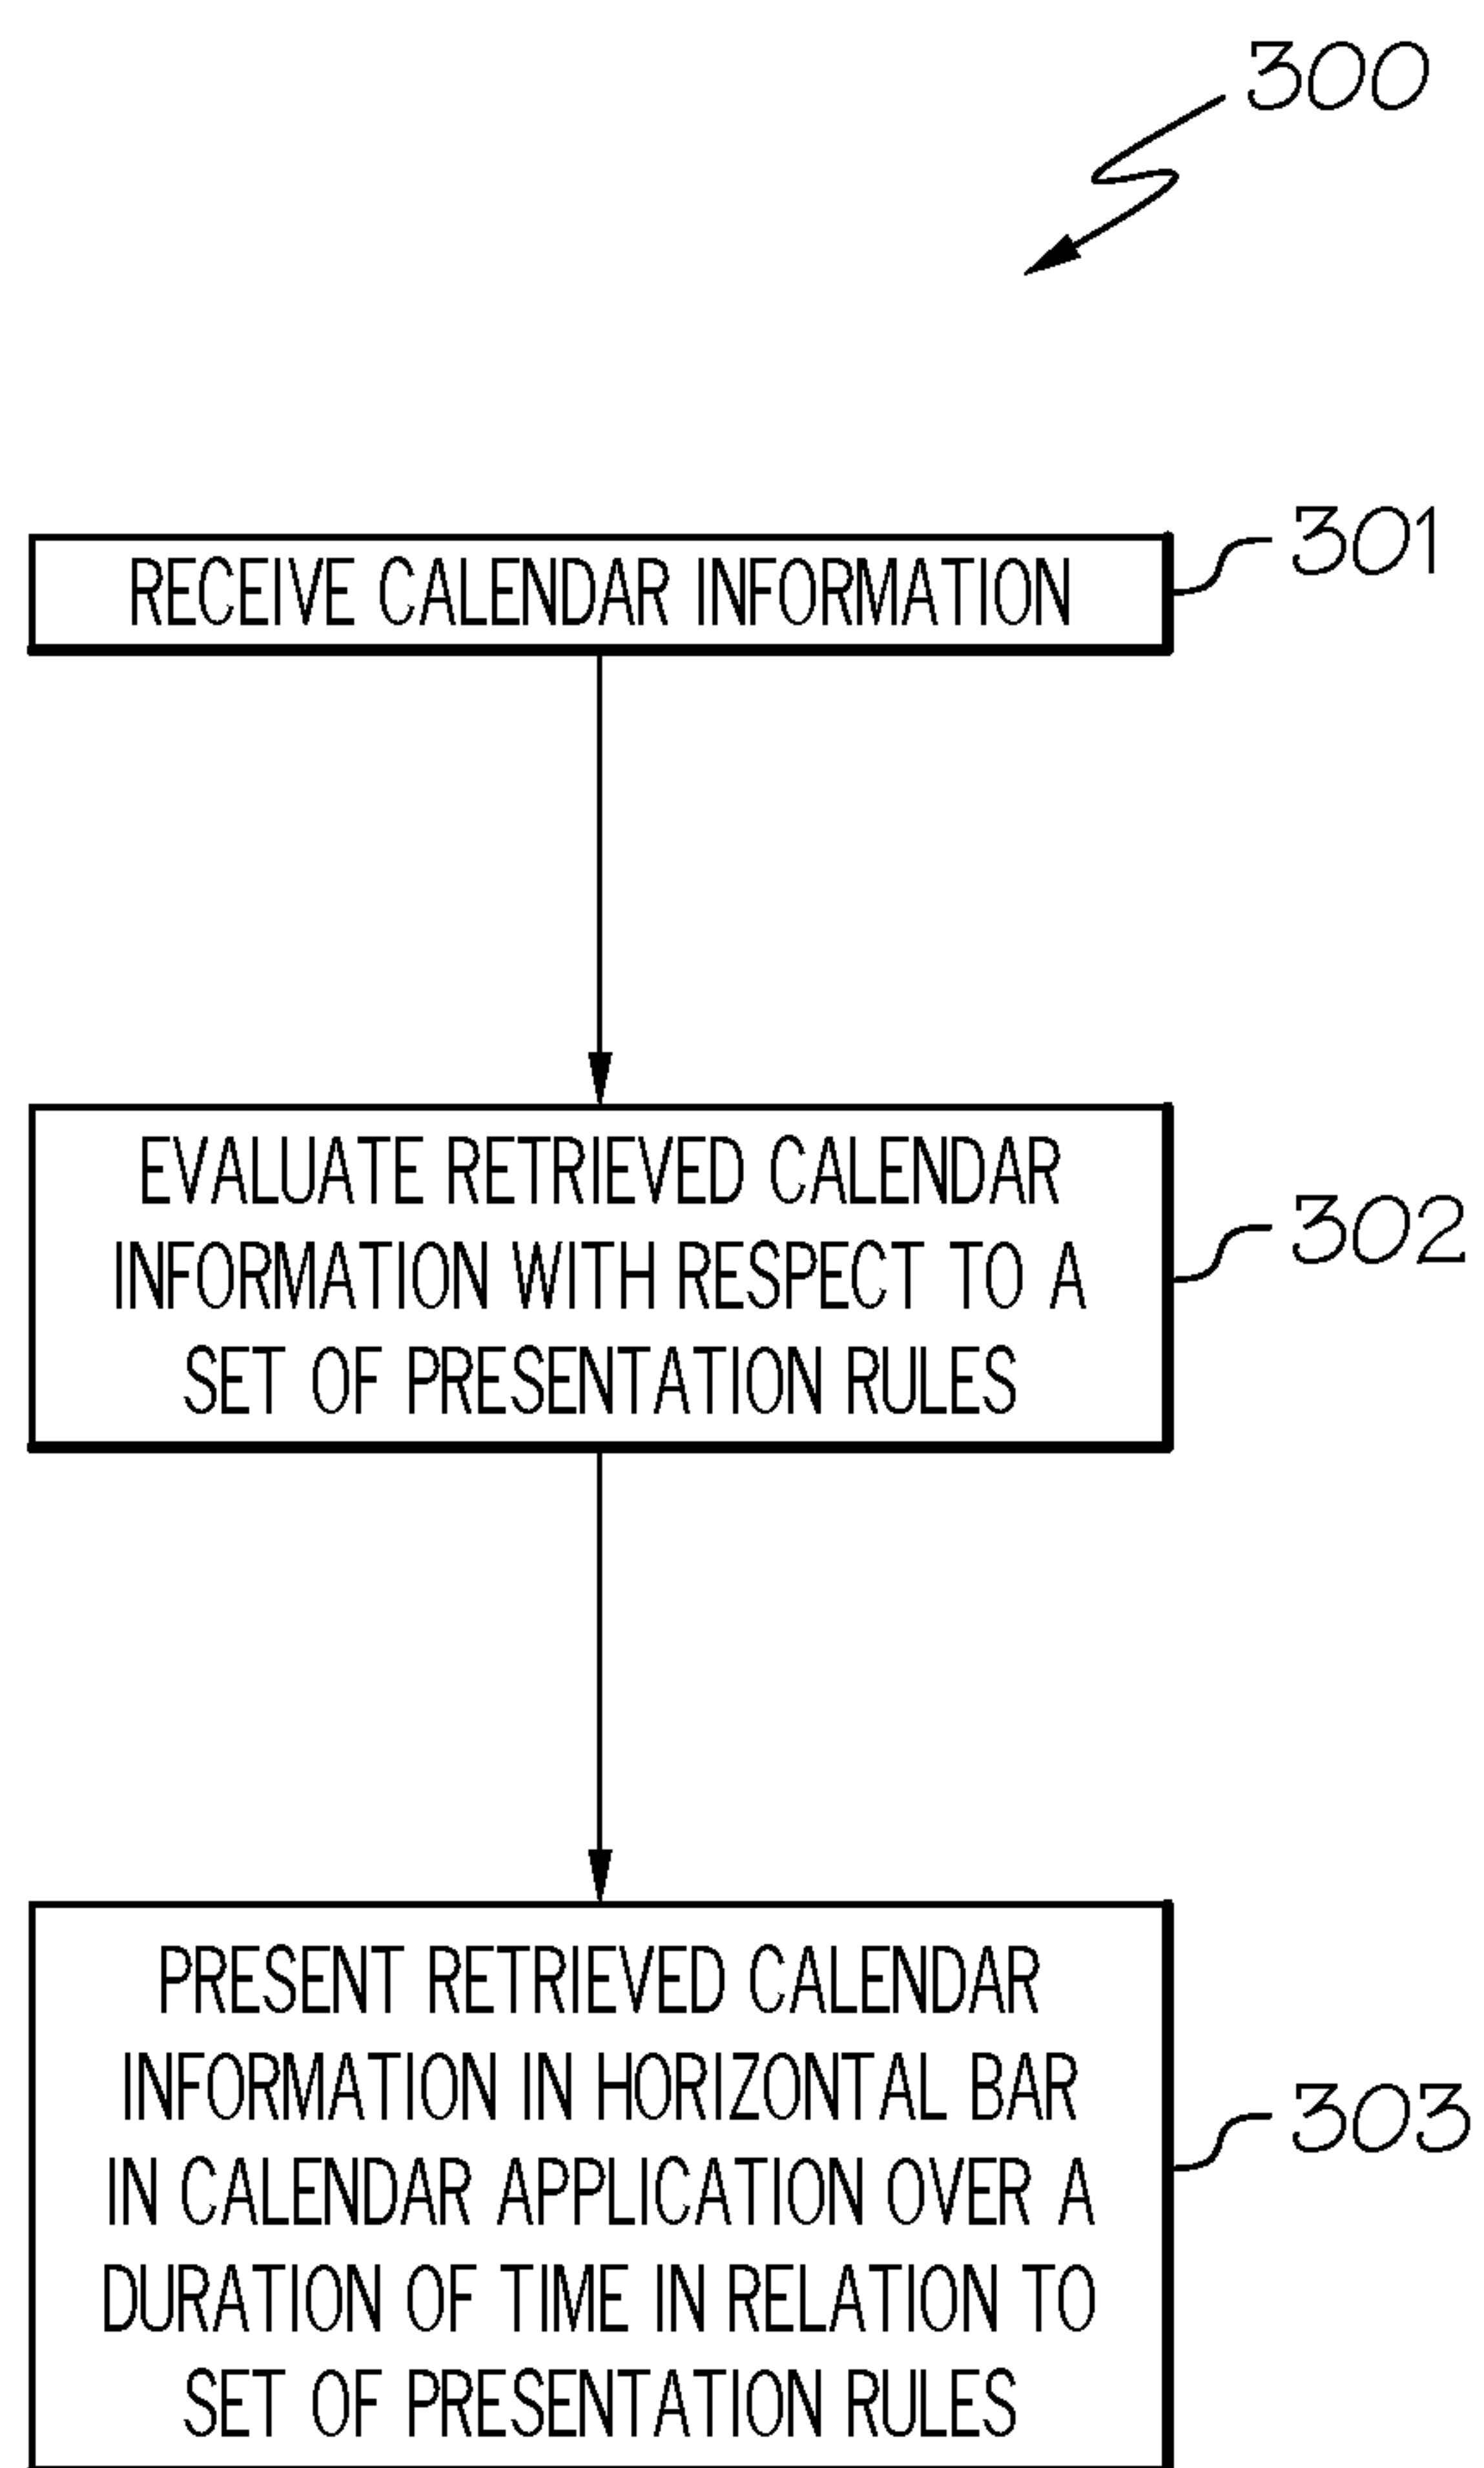 300
RECEIVE CALENDAR INFORMATION
301
EVALUATE RETRIEVED CALENDAR
INFORMATION WITH RESPECT TO A
SET OF PRESENTATION RULES
302
PRESENT RETRIEVED CALENDAR
INFORMATION IN HORIZONTAL BAR
IN CALENDAR APPLICATION OVER A
DURATION OF TIME IN RELATION TO
SET OF PRESENTATION RULES
303